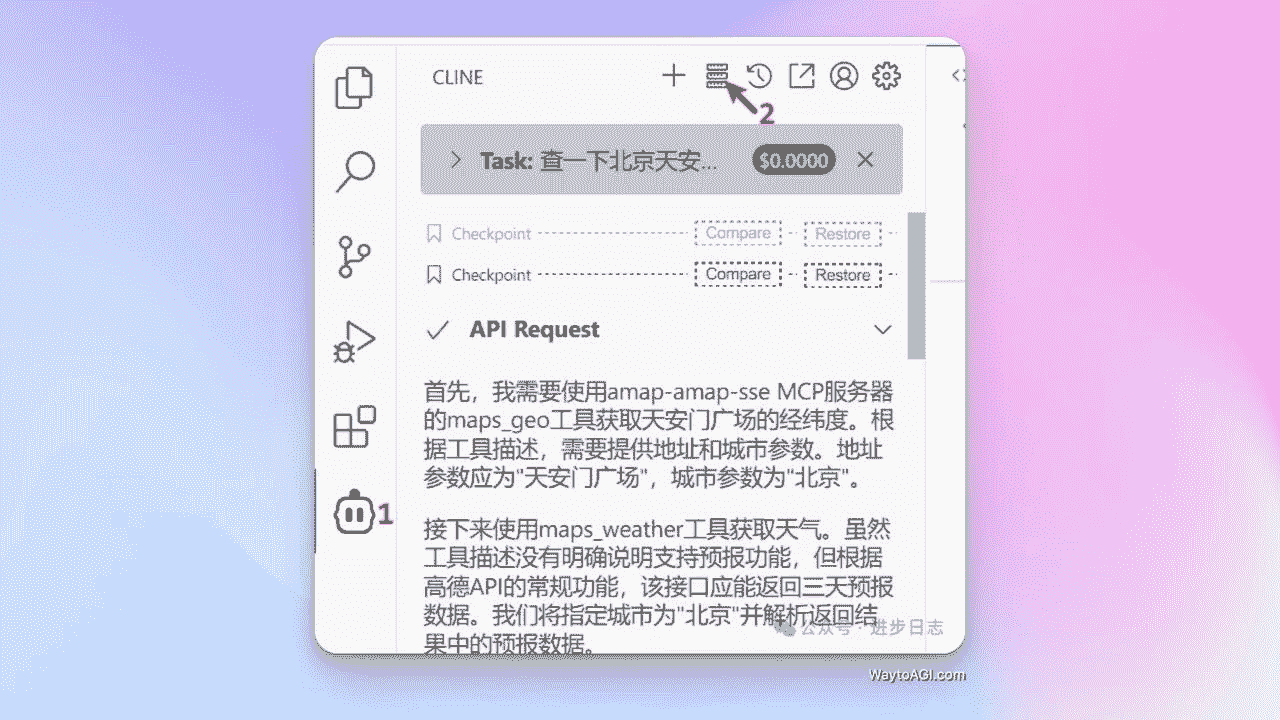 CLINE
2
Task: 查一下北京天安... $0.0000
Checkpoint Compare Restore
Checkpoint Compare Restore
API Request
首先，我需要使用amap-amap-sse MCP服务器
的maps_geo工具获取天安门广场的经纬度。根
据工具描述，需要提供地址和城市参数。地址
参数应为"天安门广场"，城市参数为"北京"。
1
接下来使用maps_weather工具获取天气。虽然
工具描述没有明确说明支持预报功能，但根据
高德API的常规功能，该接口应能返回三天预报
数据。我们将指定城市为"北京"并解析返回结
果中的预报数据。
公众号 · 进步日志
WaytoAGI.com